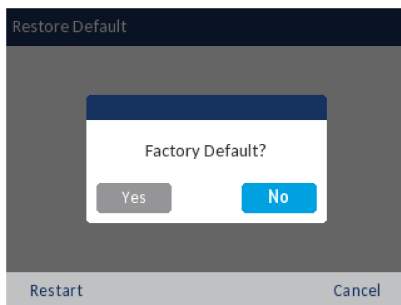 Restore Default
Factory Default?
Yes No
Restart Cancel